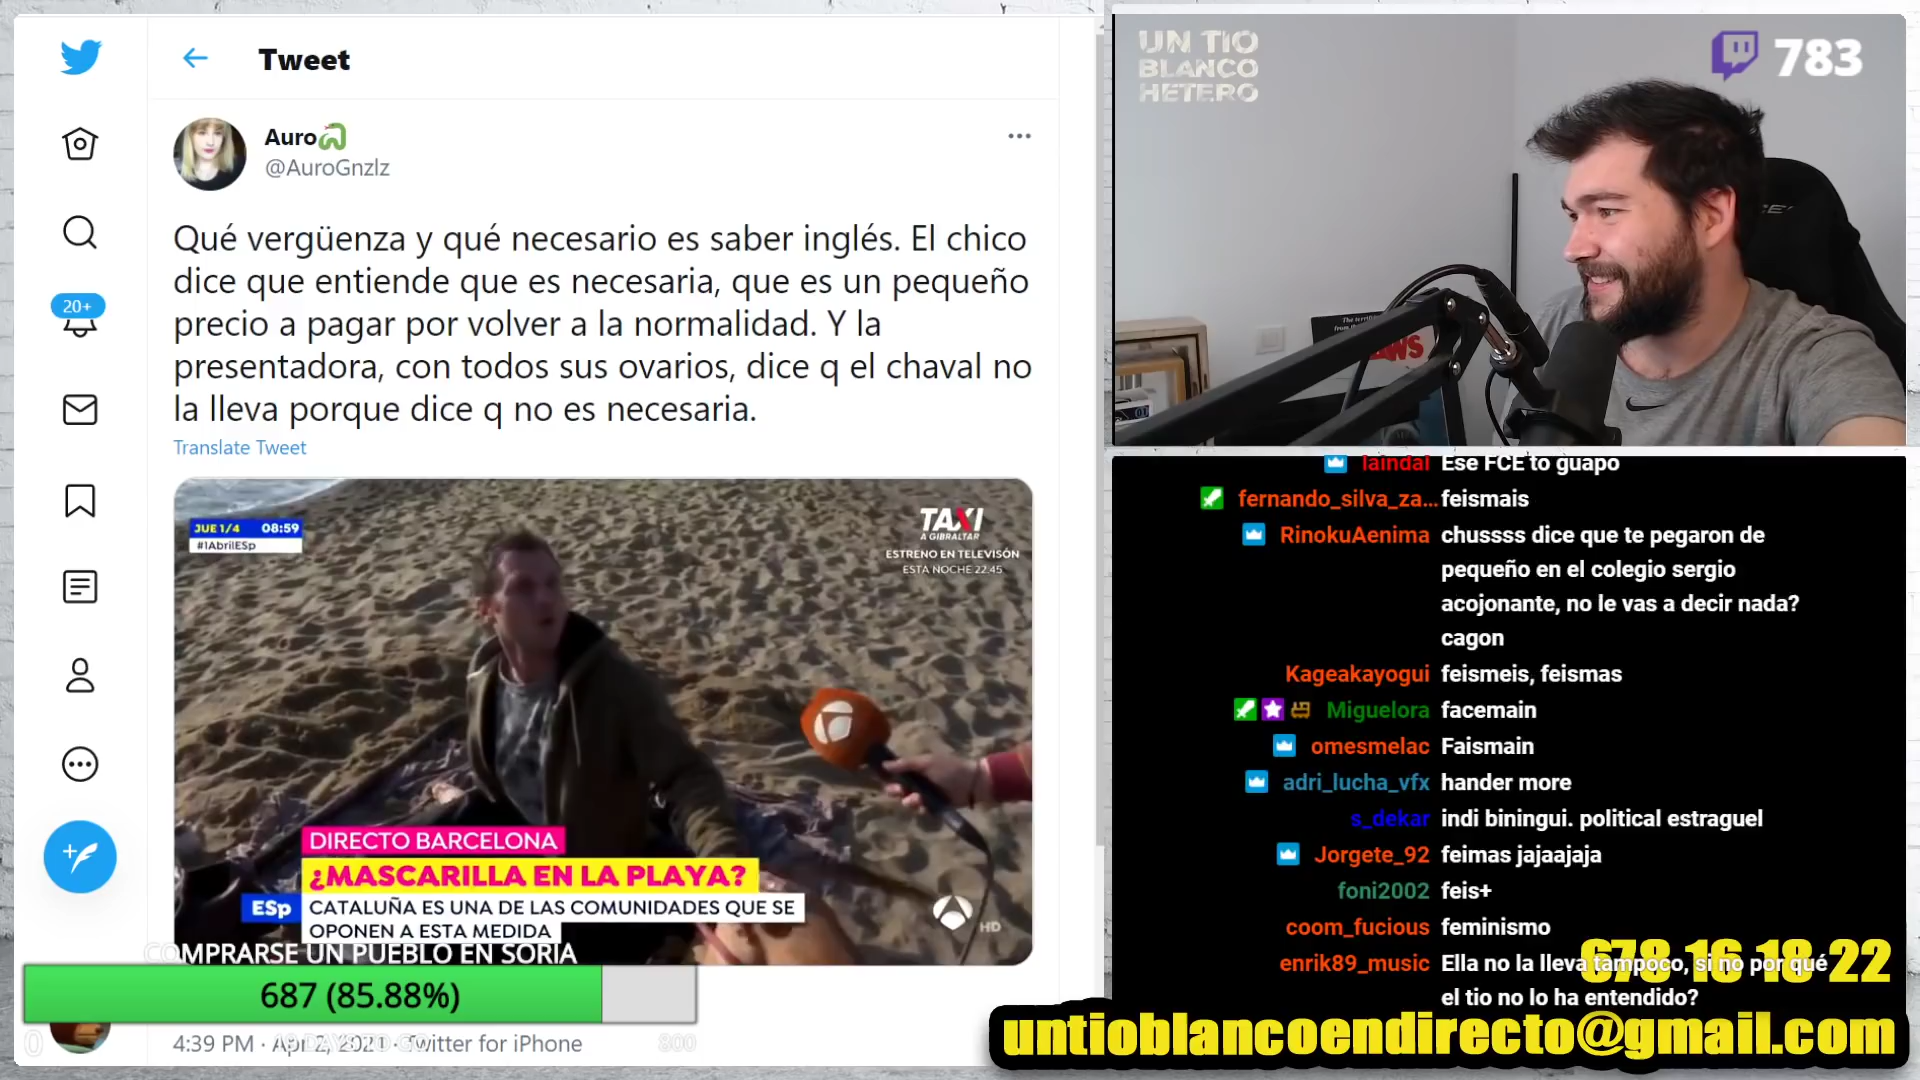 Tweet
Auro
@AuroGnzlz
Qué vergüenza y qué necesario es saber inglés. El chico
dice que entiende que es necesaria, que es un pequeño
precio a pagar por volver a la normalidad. Y la
presentadora, con todos sus ovarios, dice q el chaval no
la lleva porque dice q no es necesaria.
Translate Tweet
20+
JUE 1/4 08:59
#1AbrilESp
TAXI
A GIBRALTAR
ESTRENO EN TELEVISÓN
ESTA NOCHE 22:45
DIRECTO BARCELONA
¿MASCARILLA EN LA PLAYA?
ESp
CATALUÑA ES UNA DE LAS COMUNIDADES QUE SE
OPONEN A ESTA MEDIDA
HD
COMPRARSE UN PUEBLO EN SORIA
687 (85.88%)
0
800
4:39 PM · Apr 2, 2021 · Twitter for iPhone
UN TIO
BLANCO
HETERO
783
laindal Ese FCE to guapo
fernando_silva_za... feismais
RinokuAenima chussss dice que te pegaron de
pequeño en el colegio sergio
acojonante, no le vas a decir nada?
cagon
Kageakayogui feismeis, feismas
Miguelora facemain
omesmelac Faismain
adri_lucha_vfx hander more
s_dekar indi biningui. political estraguel
Jorgete_92 feimas jajaajaja
foni2002 feis+
coom_fucious feminismo
enrik89_music Ella no la lleva tampoco, si no por qué
el tio no lo ha entendido?
678 16 18 22
untioblancoendirecto@gmail.com